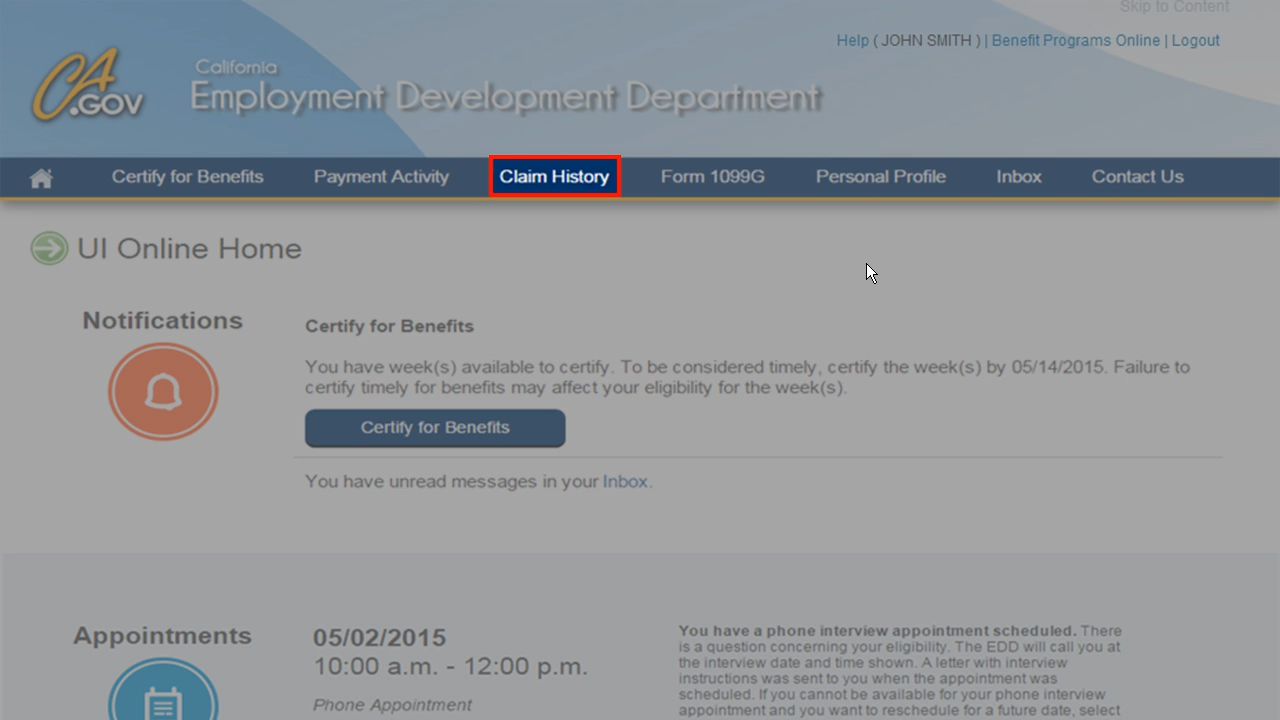 Skip to Content
Help ( JOHN SMITH ) | Benefit Programs Online | Logout
CA.GOV
California
Employment Development Department
Certify for Benefits Payment Activity Claim History Form 1099G Personal Profile Inbox Contact Us
UI Online Home
Notifications
Certify for Benefits
You have week(s) available to certify. To be considered timely, certify the week(s) by 05/14/2015. Failure to
certify timely for benefits may affect your eligibility for the week(s).
Certify for Benefits
You have unread messages in your Inbox.
Appointments
05/02/2015
10:00 a.m. - 12:00 p.m.
Phone Appointment
You have a phone interview appointment scheduled. There
is a question concerning your eligibility. The EDD will call you at
the interview date and time shown. A letter with interview
instructions was sent to you when the appointment was
scheduled. If you cannot be available for your phone interview
appointment and you want to reschedule for a future date, select